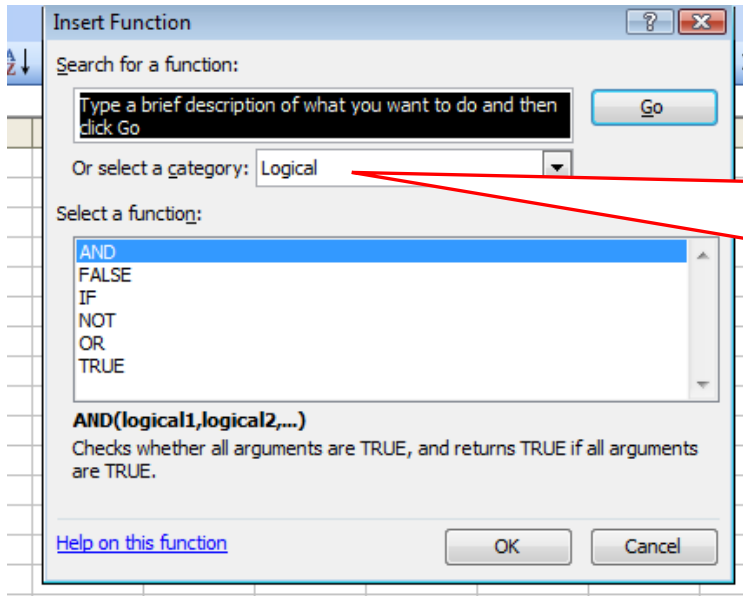 Insert Function
Search for a function:
Type a brief description of what you want to do and then
click Go
Go
Or select a category: Logical
Select a function:
AND
FALSE
IF
NOT
OR
TRUE
AND(logical1,logical2,...)
Checks whether all arguments are TRUE, and returns TRUE if all arguments
are TRUE.
Help on this function
OK
Cancel